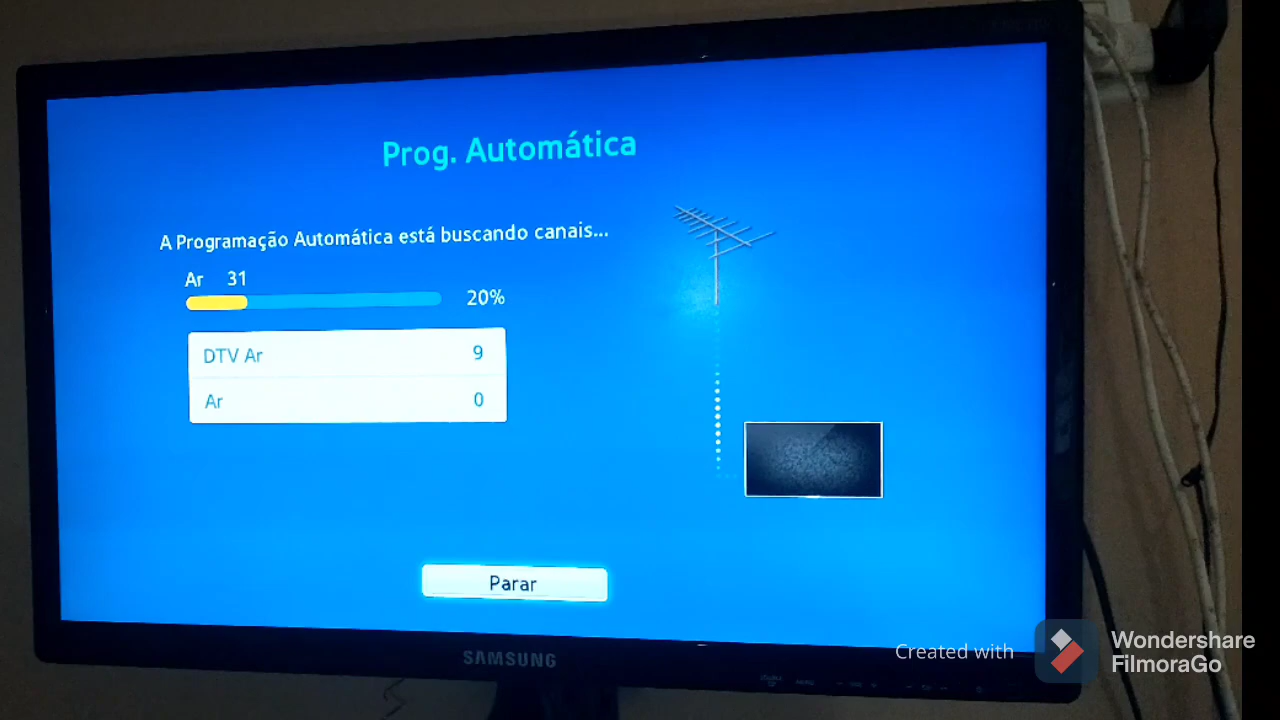 Prog. Automática
A Programação Automática está buscando canais...
Ar 31
20%
DTV Ar 9
Ar 0
Parar
SAMSUNG
Created with
Wondershare
FilmoraGo